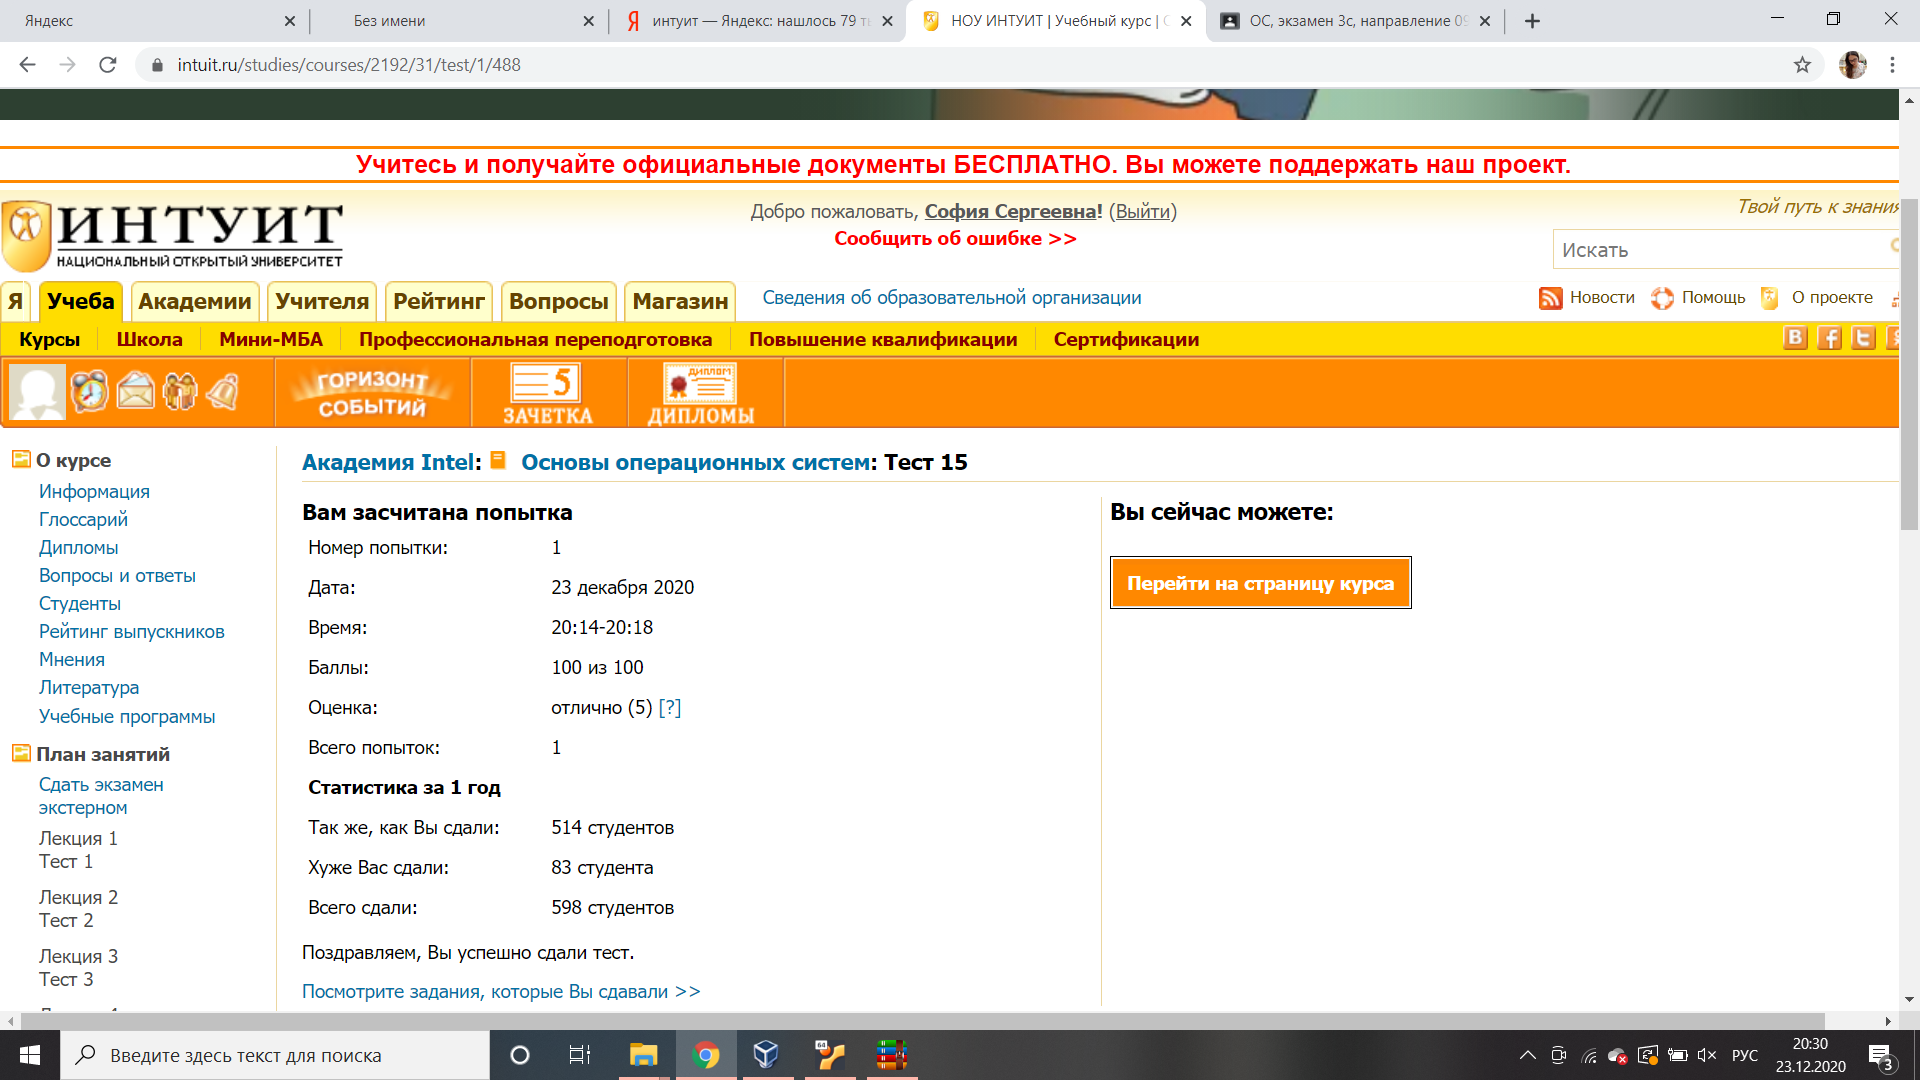 Яндекс
Без имени
интуит — Яндекс: нашлось 79 т
НОУ ИНТУИТ | Учебный курс | С
ОС, экзамен 3с, направление 09
intuit.ru/studies/courses/2192/31/test/1/488
Учитесь и получайте официальные документы БЕСПЛАТНО. Вы можете поддержать наш проект.
ИНТУИТ
НАЦИОНАЛЬНЫЙ ОТКРЫТЫЙ УНИВЕРСИТЕТ
Добро пожаловать, София Сергеевна! (Выйти)
Сообщить об ошибке >>
Твой путь к знания
Искать
Я Учеба Академии Учителя Рейтинг Вопросы Магазин Сведения об образовательной организации Новости Помощь О проекте
Курсы Школа Мини-МБА Профессиональная переподготовка Повышение квалификации Сертификации
ГОРИЗОНТ
СОБЫТИЙ
5
ЗАЧЕТКА
ДИПЛОМ
ДИПЛОМЫ
О курсе
Информация
Глоссарий
Дипломы
Вопросы и ответы
Студенты
Рейтинг выпускников
Мнения
Литература
Учебные программы
План занятий
Сдать экзамен
экстерном
Лекция 1
Тест 1
Лекция 2
Тест 2
Лекция 3
Тест 3
Академия Intel: Основы операционных систем: Тест 15
Вам засчитана попытка
Номер попытки: 1
Дата: 23 декабря 2020
Время: 20:14-20:18
Баллы: 100 из 100
Оценка: отлично (5) [?]
Всего попыток: 1
Статистика за 1 год
Так же, как Вы сдали: 514 студентов
Хуже Вас сдали: 83 студента
Всего сдали: 598 студентов
Поздравляем, Вы успешно сдали тест.
Посмотрите задания, которые Вы сдавали >>
Вы сейчас можете:
Перейти на страницу курса
Введите здесь текст для поиска
64
РУС
20:30
23.12.2020
3